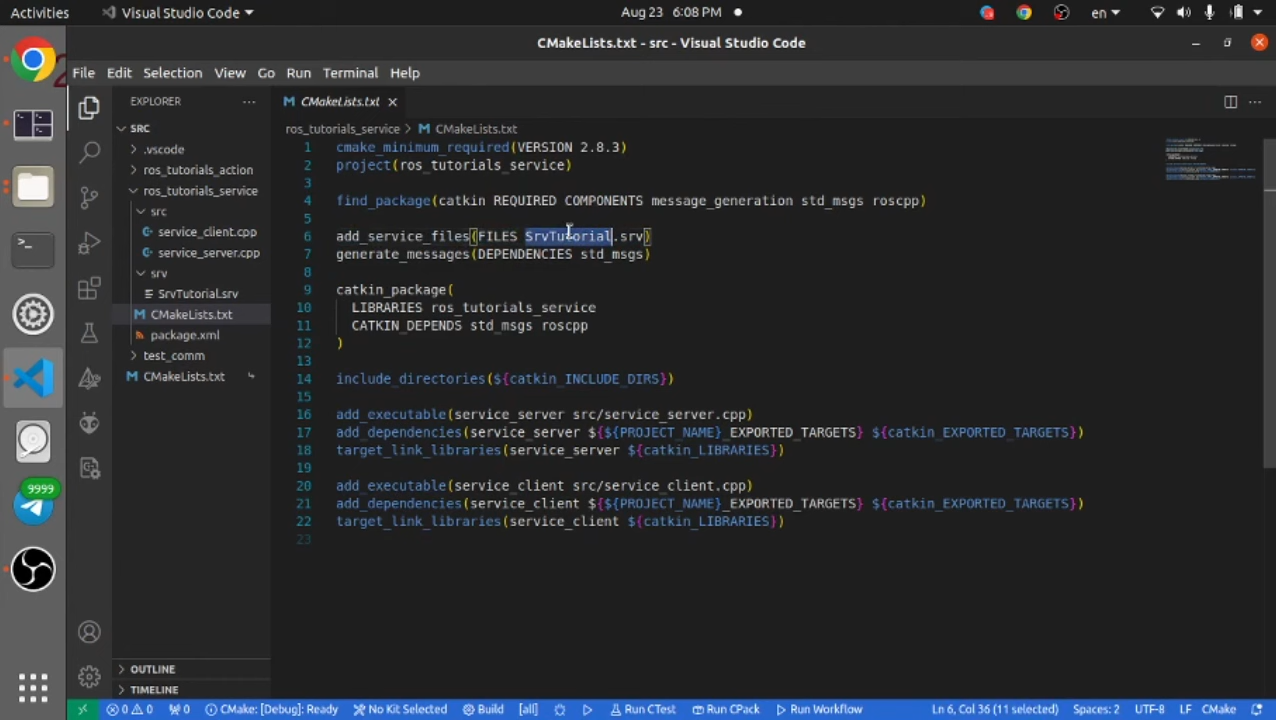 Activities
Visual Studio Code
Aug 23 6:08 PM
en
CMakeLists.txt - src - Visual Studio Code
File Edit Selection View Go Run Terminal Help
EXPLORER
SRC
.vscode
ros_tutorials_action
ros_tutorials_service
src
service_client.cpp
service_server.cpp
srv
SrvTutorial.srv
CMakeLists.txt
package.xml
test_comm
CMakeLists.txt
OUTLINE
TIMELINE
9999
CMakeLists.txt
ros_tutorials_service > CMakeLists.txt
1 cmake_minimum_required(VERSION 2.8.3)
2 project(ros_tutorials_service)
3
4 find_package(catkin REQUIRED COMPONENTS message_generation std_msgs roscpp)
5
6 add_service_files(FILES SrvTutorial.srv)
7 generate_messages(DEPENDENCIES std_msgs)
8
9 catkin_package(
10 LIBRARIES ros_tutorials_service
11 CATKIN_DEPENDS std_msgs roscpp
12 )
13
14 include_directories(${catkin_INCLUDE_DIRS})
15
16 add_executable(service_server src/service_server.cpp)
17 add_dependencies(service_server ${${PROJECT_NAME}_EXPORTED_TARGETS} ${catkin_EXPORTED_TARGETS})
18 target_link_libraries(service_server ${catkin_LIBRARIES})
19
20 add_executable(service_client src/service_client.cpp)
21 add_dependencies(service_client ${${PROJECT_NAME}_EXPORTED_TARGETS} ${catkin_EXPORTED_TARGETS})
22 target_link_libraries(service_client ${catkin_LIBRARIES})
23
0 0 0 CMake: [Debug]: Ready No Kit Selected Build [all] Run CTest Run CPack Run Workflow Ln 6, Col 36 (11 selected) Spaces: 2 UTF-8 LF CMake